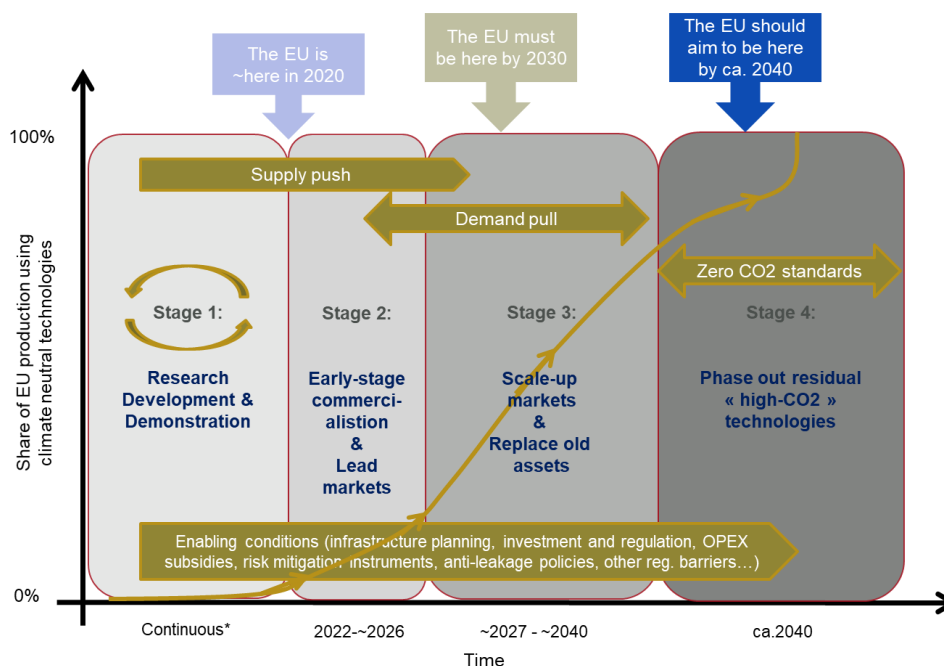 The EU is
~here in 2020
The EU must
be here by 2030
The EU should
aim to be here
by ca. 2040
Share of EU production using
climate neutral technologies
100%
0%
Supply push
Demand pull
Zero CO2 standards
Stage 1:
Research
Development &
Demonstration
Stage 2:
Early-stage
commerci-
alistion
&
Lead
markets
Stage 3:
Scale-up
markets
&
Replace old
assets
Stage 4:
Phase out residual
« high-CO2 »
technologies
Enabling conditions (infrastructure planning, investment and regulation, OPEX
subsidies, risk mitigation instruments, anti-leakage policies, other reg. barriers…)
Continuous*
2022-~2026
~2027 - ~2040
ca.2040
Time